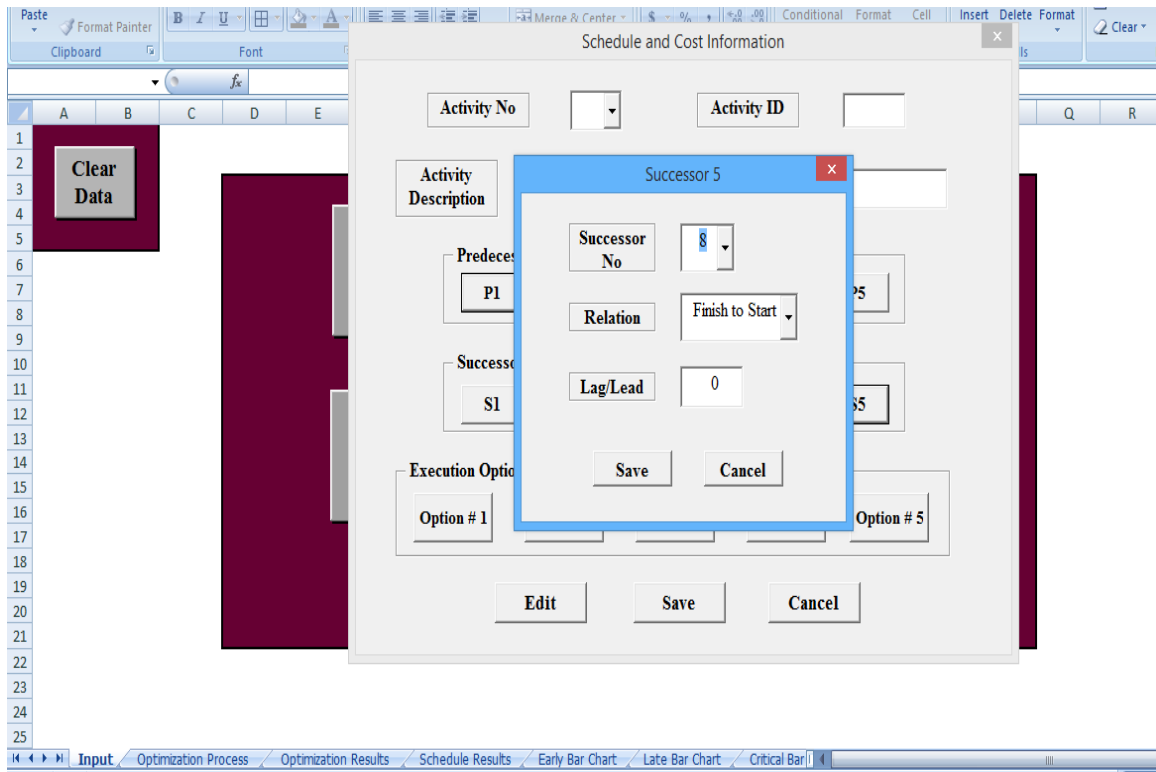 Paste
Format Painter
B I U A
Merge & Center
$ % ,
Conditional Format Cell
Insert Delete Format
Clear
Clipboard
Font
Schedule and Cost Information
x
fx
A B C D E Q R
1
2
3
4
5
6
7
8
9
10
11
12
13
14
15
16
17
18
19
20
21
22
23
24
25
Clear
Data
Activity No
Activity ID
Activity
Description
Successor 5
x
Successor
No
8
Relation
Finish to Start
Lag/Lead
0
Save
Cancel
P1
S1
Option # 1
Option # 5
Edit
Save
Cancel
Input
Optimization Process
Optimization Results
Schedule Results
Early Bar Chart
Late Bar Chart
Critical Bar